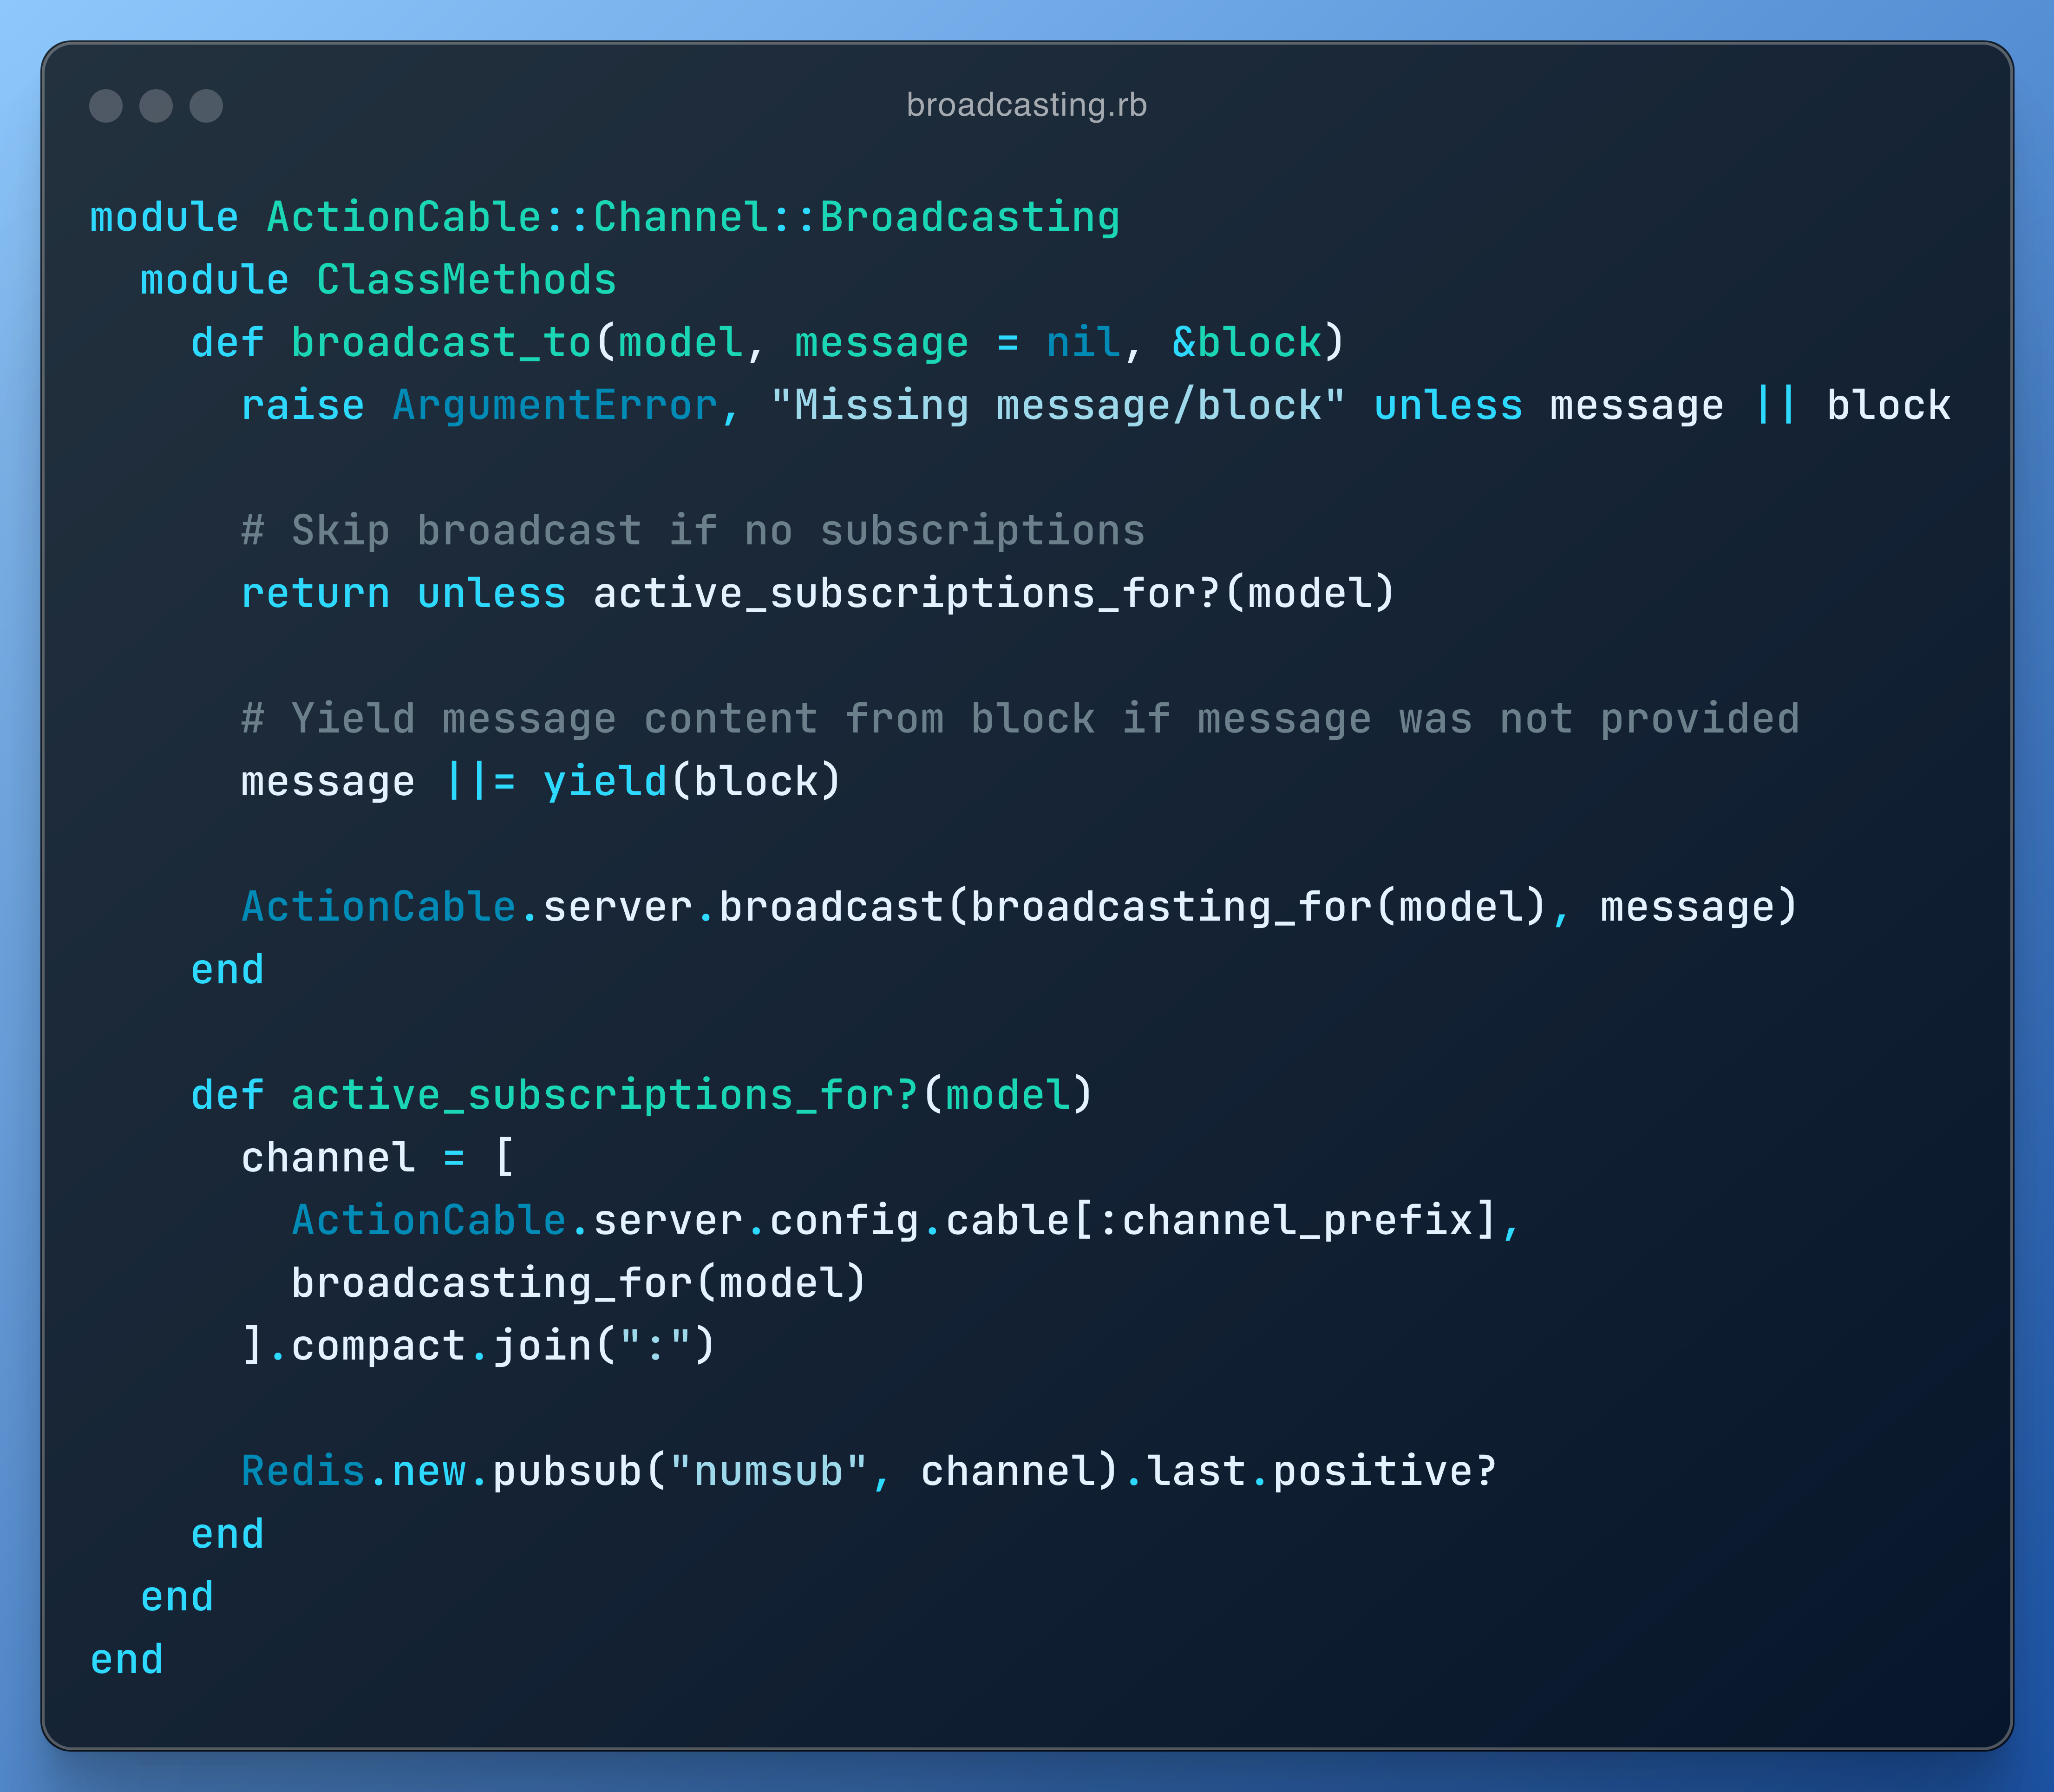 broadcasting.rb
module ActionCable::Channel::Broadcasting
  module ClassMethods
    def broadcast_to(model, message = nil, &block)
      raise ArgumentError, "Missing message/block" unless message || block

      # Skip broadcast if no subscriptions
      return unless active_subscriptions_for?(model)

      # Yield message content from block if message was not provided
      message ||= yield(block)

      ActionCable.server.broadcast(broadcasting_for(model), message)
    end

    def active_subscriptions_for?(model)
      channel = [
        ActionCable.server.config.cable[:channel_prefix],
        broadcasting_for(model)
      ].compact.join(":")

      Redis.new.pubsub("numsub", channel).last.positive?
    end
  end
end